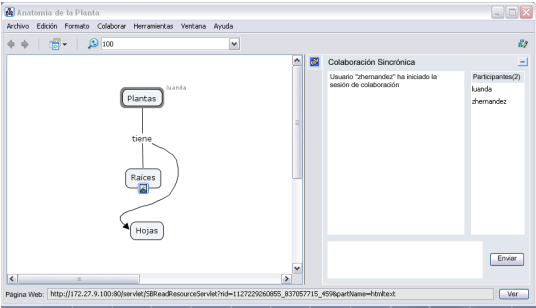 Anatomía de la Planta
Archivo Edición Formato Colaborar Herramientas Ventana Ayuda
100
Plantas
luanda
tiene
Raíces
Hojas
Colaboración Sincrónica
Usuario "zhernandez" ha iniciado la
sesión de colaboración
Participantes(2)
luanda
zhernandez
Enviar
Página Web: http://172.27.9.100:80/servlet/SBReadResourceServlet?rid=1127229260855_837057715_459&partName=htmltext
Ver